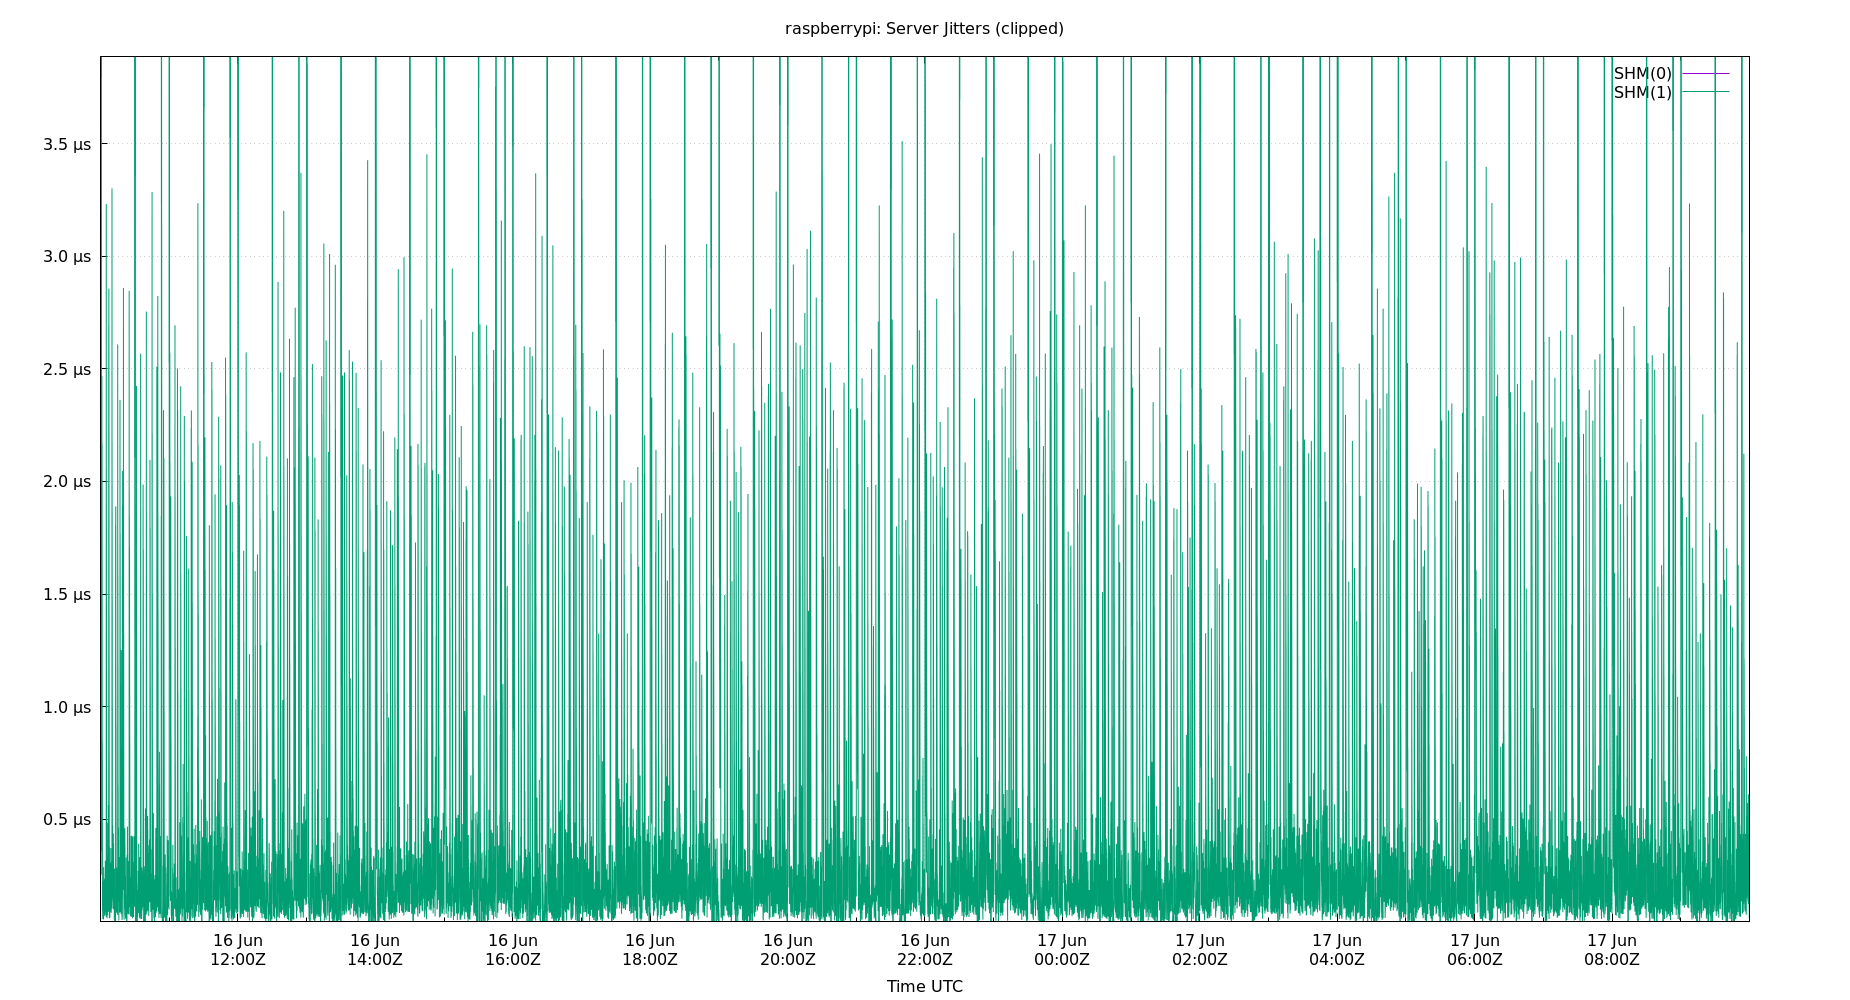 raspberrypi: Server Jitters (clipped)
SHM(0)
SHM(1)
3.5 µs
3.0 µs
2.5 µs
2.0 µs
1.5 µs
1.0 µs
0.5 µs
16 Jun 16 Jun 16 Jun 16 Jun 16 Jun 16 Jun 17 Jun 17 Jun 17 Jun 17 Jun 17 Jun
12:00Z 14:00Z 16:00Z 18:00Z 20:00Z 22:00Z 00:00Z 02:00Z 04:00Z 06:00Z 08:00Z
Time UTC